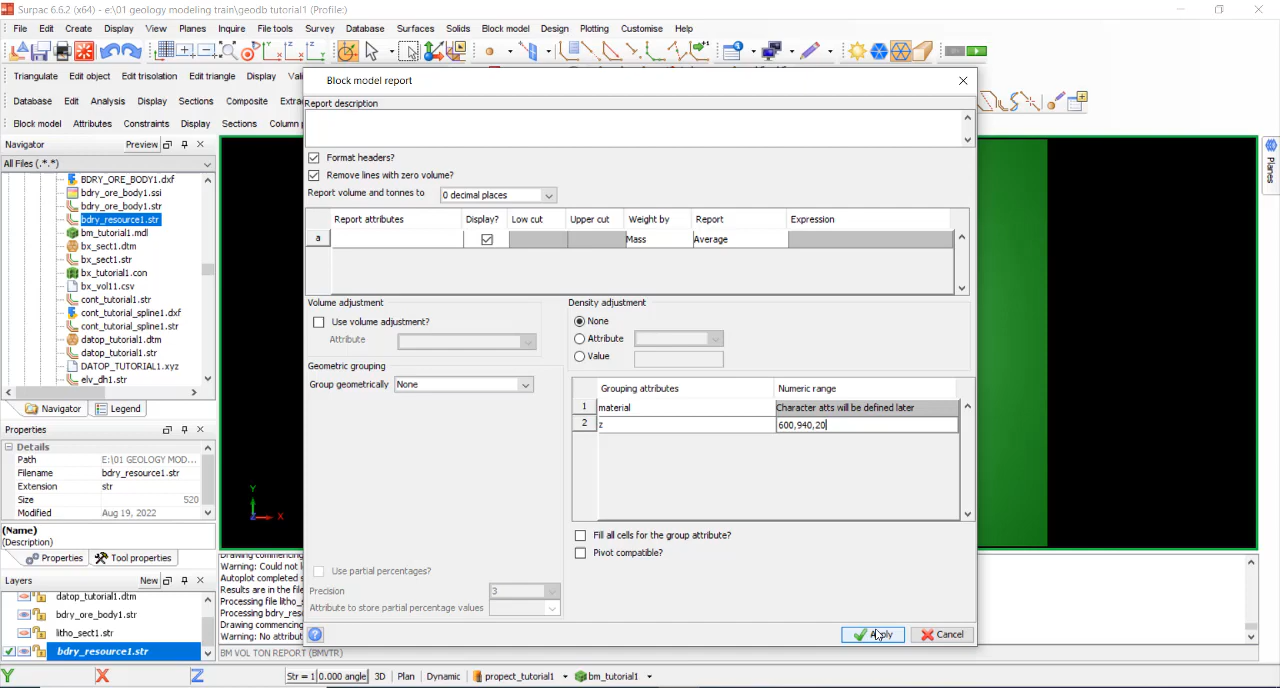 Surpac 6.6.2 (x64) - e:\01 geology modeling train\geodb tutorial1 (Profile:)
File Edit Create Display View Planes Inquire File tools Survey Database Surfaces Solids Block model Design Plotting Customise Help
Triangulate Edit object Edit trisolation Edit triangle Display
Database Edit Analysis Display Sections Composite
Block model Attributes Constraints Display Sections
Navigator Preview
All Files (.*.*)
BDRY_ORE_BODY1.dxf
bdry_ore_body1.ssi
bdry_ore_body1.str
bdry_resource1.str
bm_tutorial1.mdl
bx_sect1.dtm
bx_sect1.str
bx_tutorial1.con
bx_vol11.csv
cont_tutorial1.str
cont_tutorial_spline1.dxf
cont_tutorial_spline1.str
datop_tutorial1.dtm
datop_tutorial1.str
DATOP_TUTORIAL1.xyz
elv_dh1.str
Navigator Legend
Properties
Details
Path E:\01 GEOLOGY MOD...
Filename bdry_resource1.str
Extension str
Size 520
Modified Aug 19, 2022
(Name)
(Description)
Properties Tool properties
Layers New
datop_tutorial1.dtm
bdry_ore_body1.str
litho_sect1.str
bdry_resource1.str
Block model report
Report description
Format headers?
Remove lines with zero volume?
Report volume and tonnes to 0 decimal places
Report attributes Display? Low cut Upper cut Weight by Report Expression
a Mass Average
Volume adjustment
Use volume adjustment?
Attribute
Geometric grouping
Group geometrically None
Density adjustment
None
Attribute
Value
Grouping attributes Numeric range
1 material Character atts will be defined later
2 z 600,940,20
Fill all cells for the group attribute?
Pivot compatible?
Use partial percentages?
Precision 3
Attribute to store partial percentage values
Apply Cancel
Planes
Y
Z X
Warning: Could not l
Autoplot completed s
Results are in the file
Processing file litho_s
Processing bdry_res
Drawing commencing
Warning: No attribut
BM VOL TON REPORT (BMVTR)
Y X Z Str = 1 0.000 angle 3D Plan Dynamic propect_tutorial1 bm_tutorial1